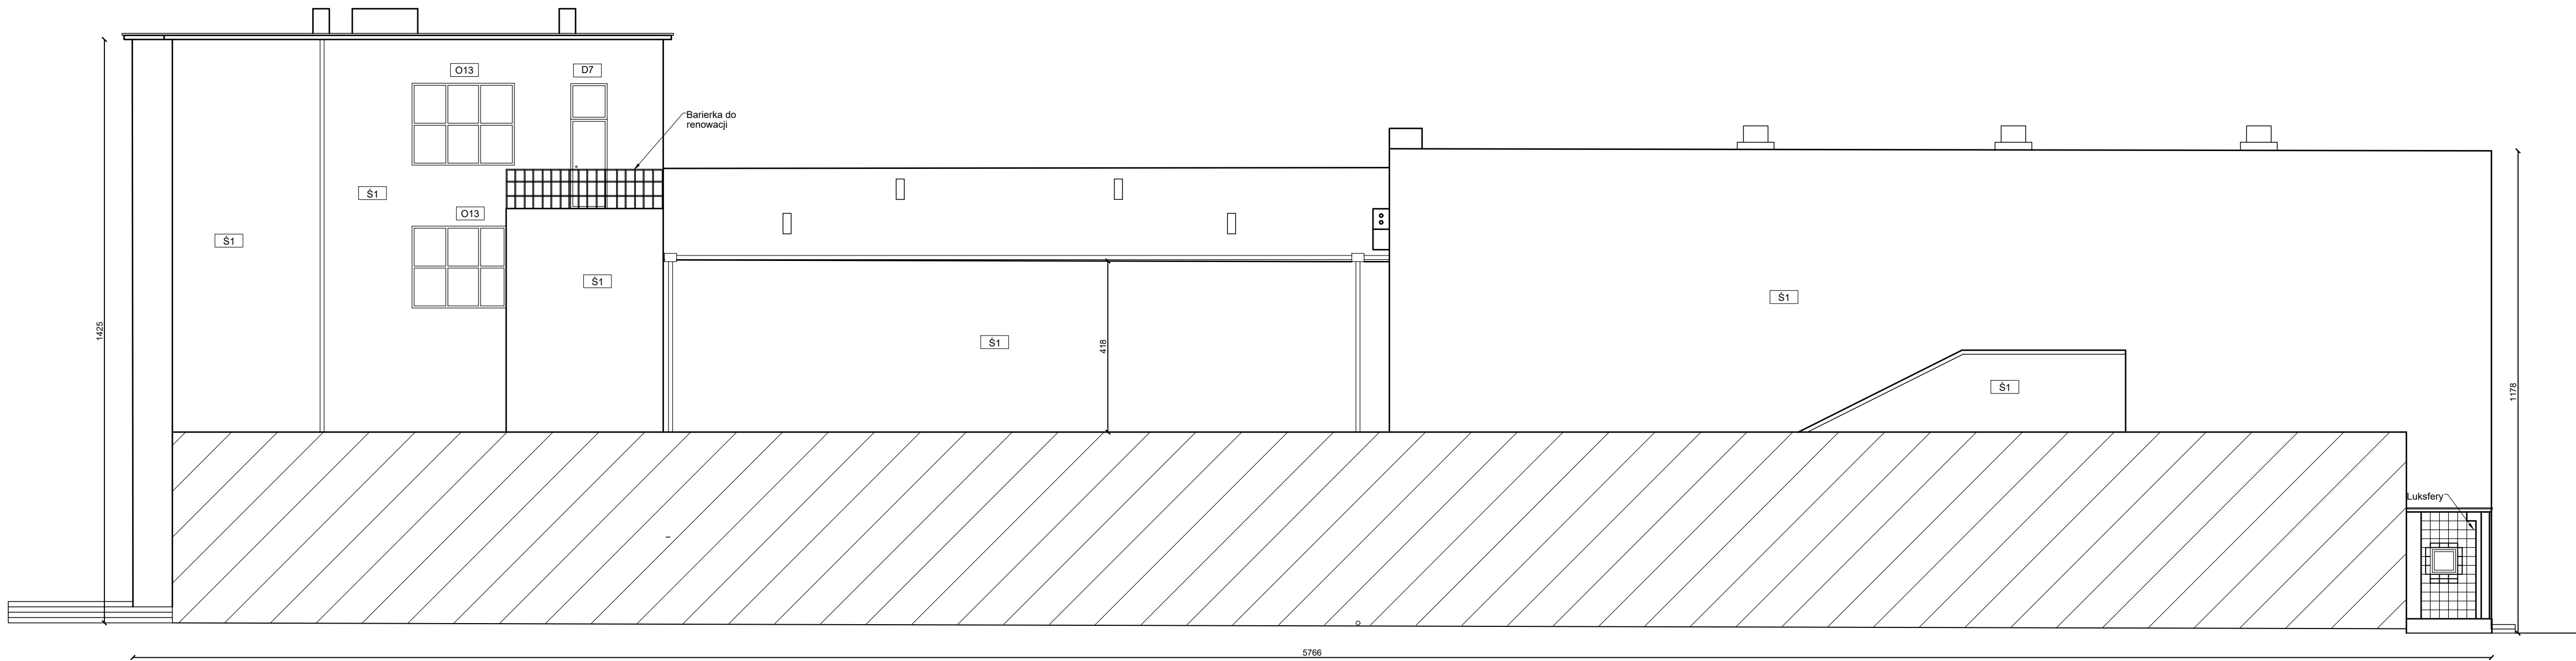 O13
D7
Barierka do
renowacji
Ś1
O13
Ś1
Ś1
Ś1
Ś1
1425
418
Ś1
1178
Luksfery
5766